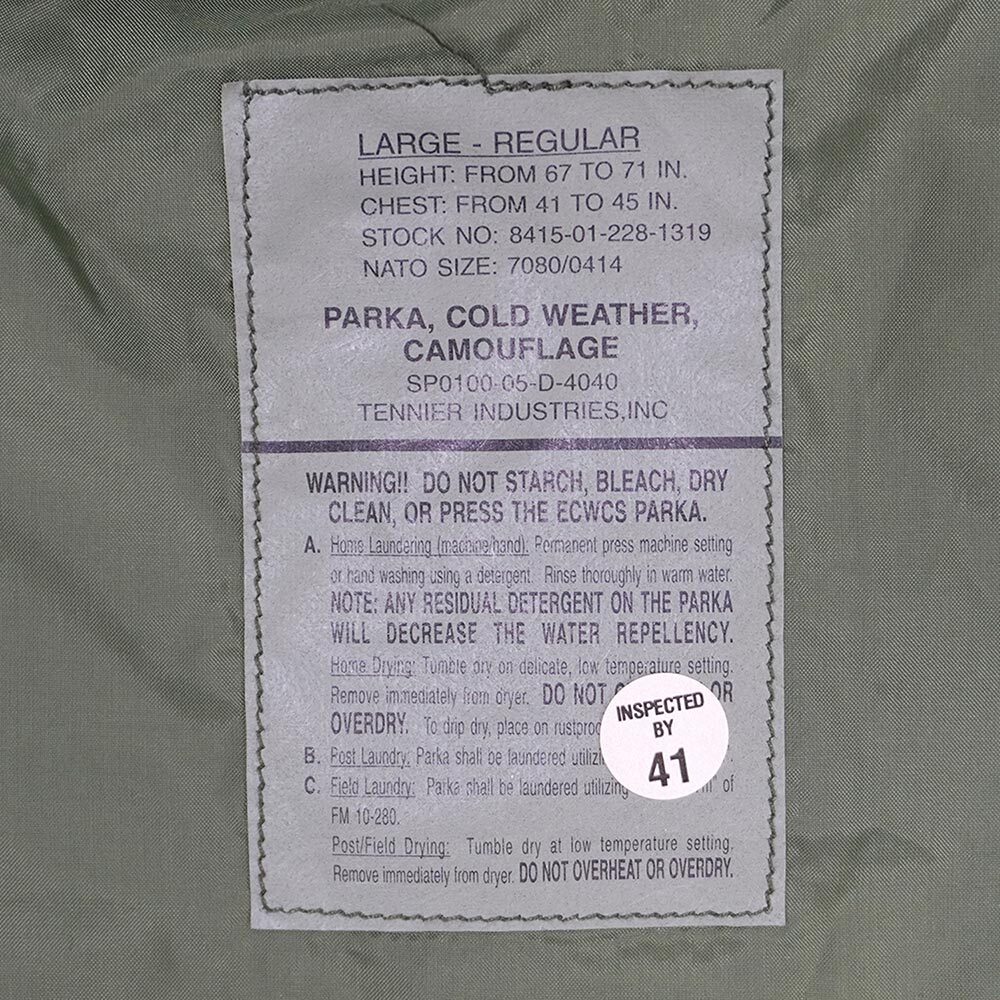 LARGE - REGULAR
HEIGHT: FROM 67 TO 71 IN.
CHEST: FROM 41 TO 45 IN.
STOCK NO: 8415-01-228-1319
NATO SIZE: 7080/0414
PARKA, COLD WEATHER,
CAMOUFLAGE
SP0100-05-D-4040
TENNIER INDUSTRIES,INC
WARNING!! DO NOT STARCH, BLEACH, DRY
CLEAN, OR PRESS THE ECWCS PARKA.
A. Home Laundering (machine/hand): Permanent press machine setting
or hand washing using a detergent. Rinse thoroughly in warm water.
NOTE: ANY RESIDUAL DETERGENT ON THE PARKA
WILL DECREASE THE WATER REPELLENCY.
Home Drying: Tumble dry on delicate, low temperature setting.
Remove immediately from dryer. DO NOT OR
OVERDRY. To drip dry, place on
B. Post Laundry: Parka shall be laundered
C. Field Laundry: Parka shall be laundered utilizing of
FM 10-280.
Post/Field Drying: Tumble dry at low temperature setting.
Remove immediately from dryer. DO NOT OVERHEAT OR OVERDRY.
INSPECTED
BY
41